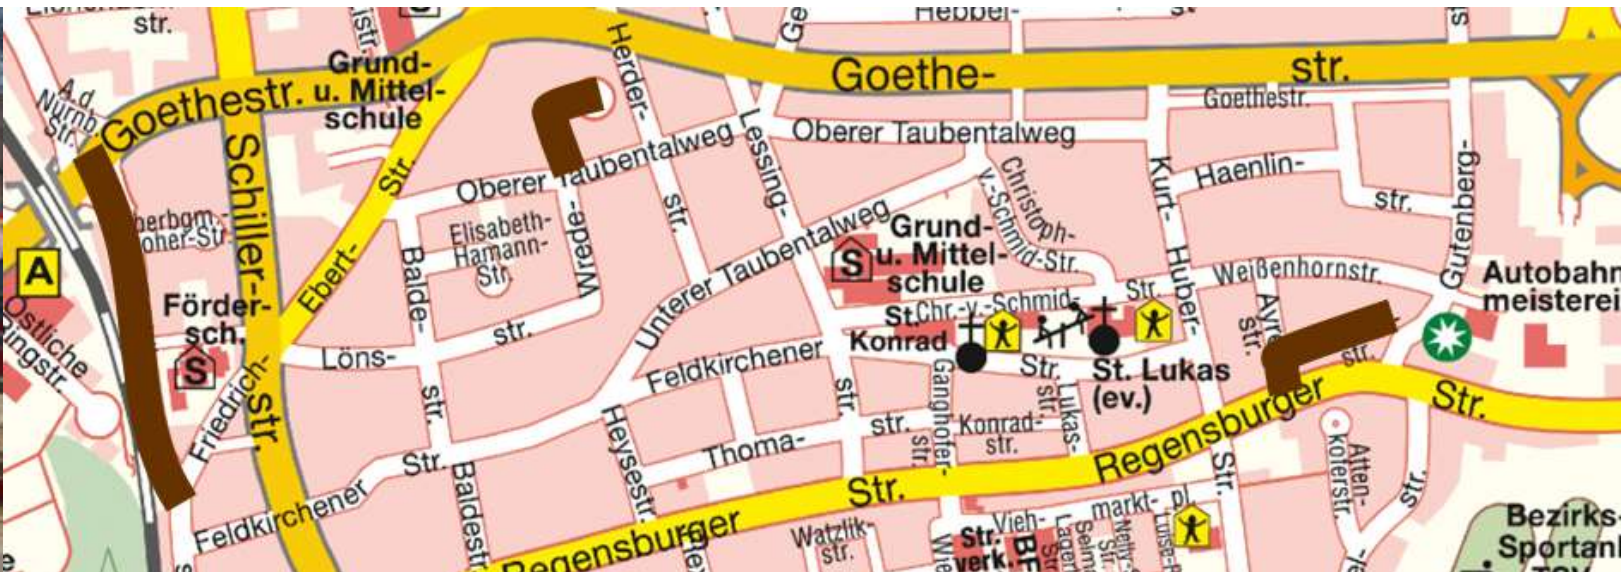 str.
Hebbel-
A.d.
Nürnb.
Str.
Goethestr.
Grund-
u. Mittel-
schule
Herder-
str.
Goethe-
str.
Goethestr.
Schiller-
str.
Ebert-
Str.
Oberer Taubentalweg
Oberer Taubentalweg
Lessing-
str.
Elisabeth-
Hamann-
Str.
Wrede-
Balde-
str.
Löns-
str.
Unterer Taubentalweg
Christoph-
v.-Schmid-Str.
Kurt-
Huber-
Str.
Haenlin-
str.
Gutenberg-
Weißenhornstr.
Autobahn
meisterei
A
Östliche
Förder-
sch.
S
Friedrich-
Grund-
u. Mittel-
schule
S
Chr.-v.-Schmid-
Str.
St.
Konrad
St. Lukas
(ev.)
Feldkirchener
Str.
Lukas-
str.
Ganghofer-
str.
Konrad-
str.
Thoma-
str.
Heysestr.
Feldkirchener
Str.
Baldestr.
Regensburger
Str.
Regensburger
Str.
str.
Atten-
kolerstr.
str.
Watzlik-
str.
Str.
verk.
Vieh-
markt-
pl.
Bezirks-